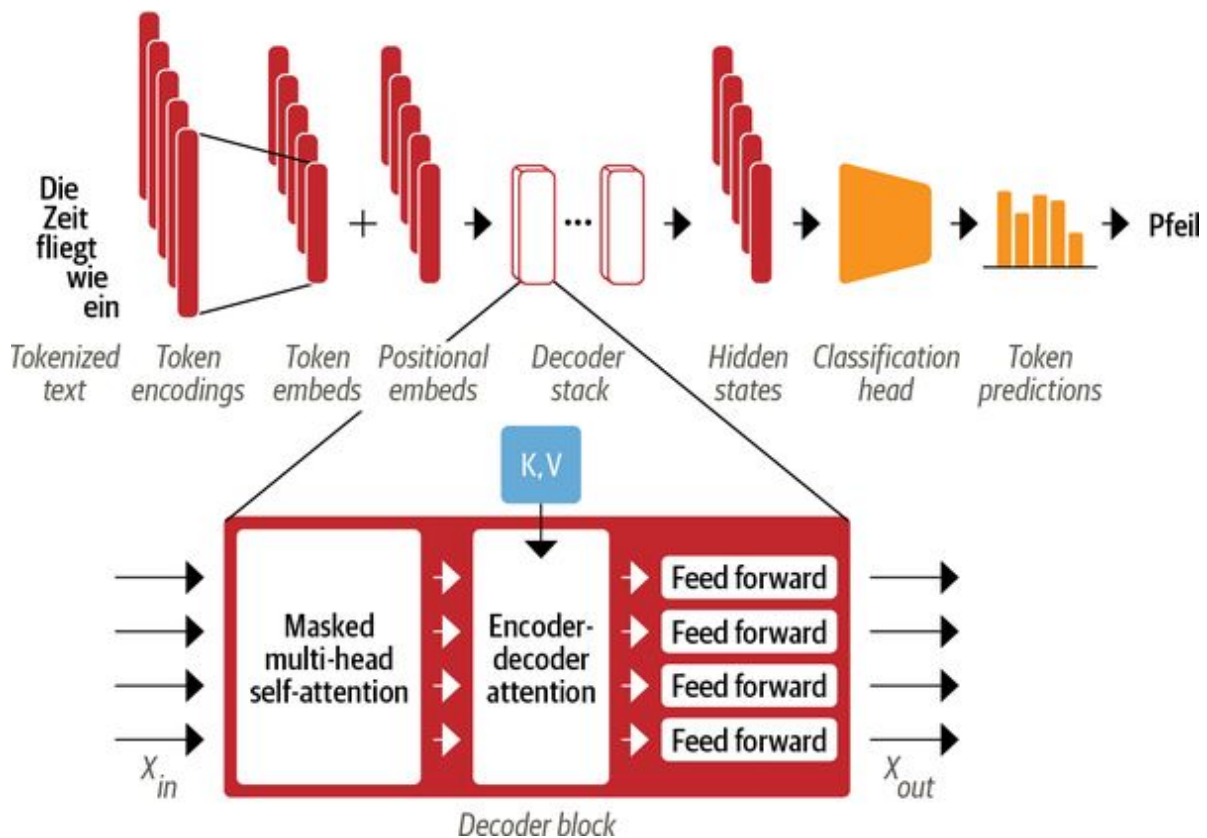 Die
Zeit
fliegt
wie
ein
+
...
Pfeil
Tokenized
text
Token
encodings
Token
embeds
Positional
embeds
Decoder
stack
Hidden
states
Classification
head
Token
predictions
K, V
Masked
multi-head
self-attention
Encoder-
decoder
attention
Feed forward
Feed forward
Feed forward
Feed forward
X_in
X_out
Decoder block